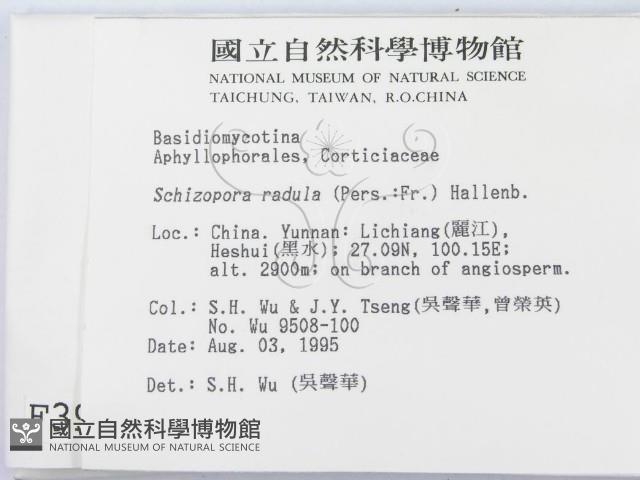 國立自然科學博物館
NATIONAL MUSEUM OF NATURAL SCIENCE
TAICHUNG, TAIWAN, R.O.CHINA
Basidiomycotina
Aphyllophorales, Corticiaceae
Schizopora radula (Pers.:Fr.) Hallenb.
Loc.: China. Yunnan: Lichiang(麗江),
Heshui(黑水); 27.09N, 100.15E;
alt. 2900m; on branch of angiosperm.
Col.: S.H. Wu & J.Y. Tseng(吳聲華,曾榮英)
No. Wu 9508-100
Date: Aug. 03, 1995
Det.: S.H. Wu (吳聲華)
國立自然科學博物館
NATIONAL MUSEUM OF NATURAL SCIENCE